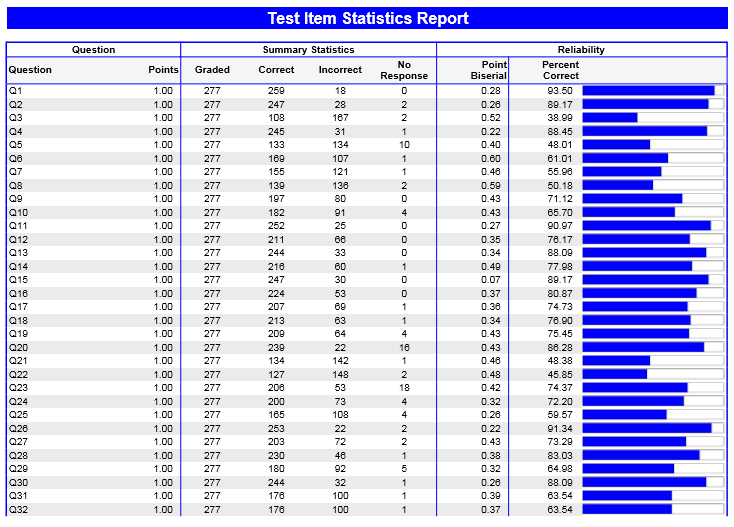 Test Item Statistics Report
Question Summary Statistics Reliability
Question Points Graded Correct Incorrect No Response Point Biserial Percent Correct
Q1 1.00 277 259 18 0 0.28 93.50
Q2 1.00 277 247 28 2 0.26 89.17
Q3 1.00 277 108 167 2 0.52 38.99
Q4 1.00 277 245 31 1 0.22 88.45
Q5 1.00 277 133 134 10 0.40 48.01
Q6 1.00 277 169 107 1 0.60 61.01
Q7 1.00 277 155 121 1 0.46 55.96
Q8 1.00 277 139 136 2 0.59 50.18
Q9 1.00 277 197 80 0 0.43 71.12
Q10 1.00 277 182 91 4 0.43 65.70
Q11 1.00 277 252 25 0 0.27 90.97
Q12 1.00 277 211 66 0 0.35 76.17
Q13 1.00 277 244 33 0 0.34 88.09
Q14 1.00 277 216 60 1 0.49 77.98
Q15 1.00 277 247 30 0 0.07 89.17
Q16 1.00 277 224 53 0 0.37 80.87
Q17 1.00 277 207 69 1 0.36 74.73
Q18 1.00 277 213 63 1 0.34 76.90
Q19 1.00 277 209 64 4 0.43 75.45
Q20 1.00 277 239 22 16 0.43 86.28
Q21 1.00 277 134 142 1 0.46 48.38
Q22 1.00 277 127 148 2 0.48 45.85
Q23 1.00 277 206 53 18 0.42 74.37
Q24 1.00 277 200 73 4 0.32 72.20
Q25 1.00 277 165 108 4 0.26 59.57
Q26 1.00 277 253 22 2 0.22 91.34
Q27 1.00 277 203 72 2 0.43 73.29
Q28 1.00 277 230 46 1 0.38 83.03
Q29 1.00 277 180 92 5 0.32 64.98
Q30 1.00 277 244 32 1 0.26 88.09
Q31 1.00 277 176 100 1 0.39 63.54
Q32 1.00 277 176 100 1 0.37 63.54